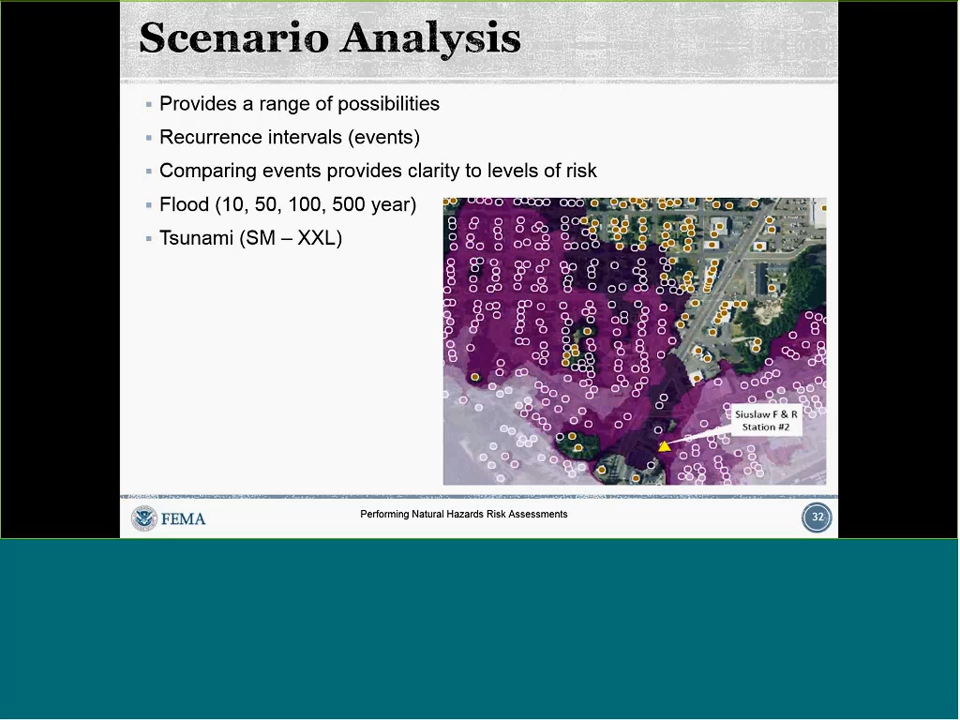 Scenario Analysis
Provides a range of possibilities
Recurrence intervals (events)
Comparing events provides clarity to levels of risk
Flood (10, 50, 100, 500 year)
Tsunami (SM – XXL)
Siuslaw F & R
Station #2
FEMA
Performing Natural Hazards Risk Assessments
32